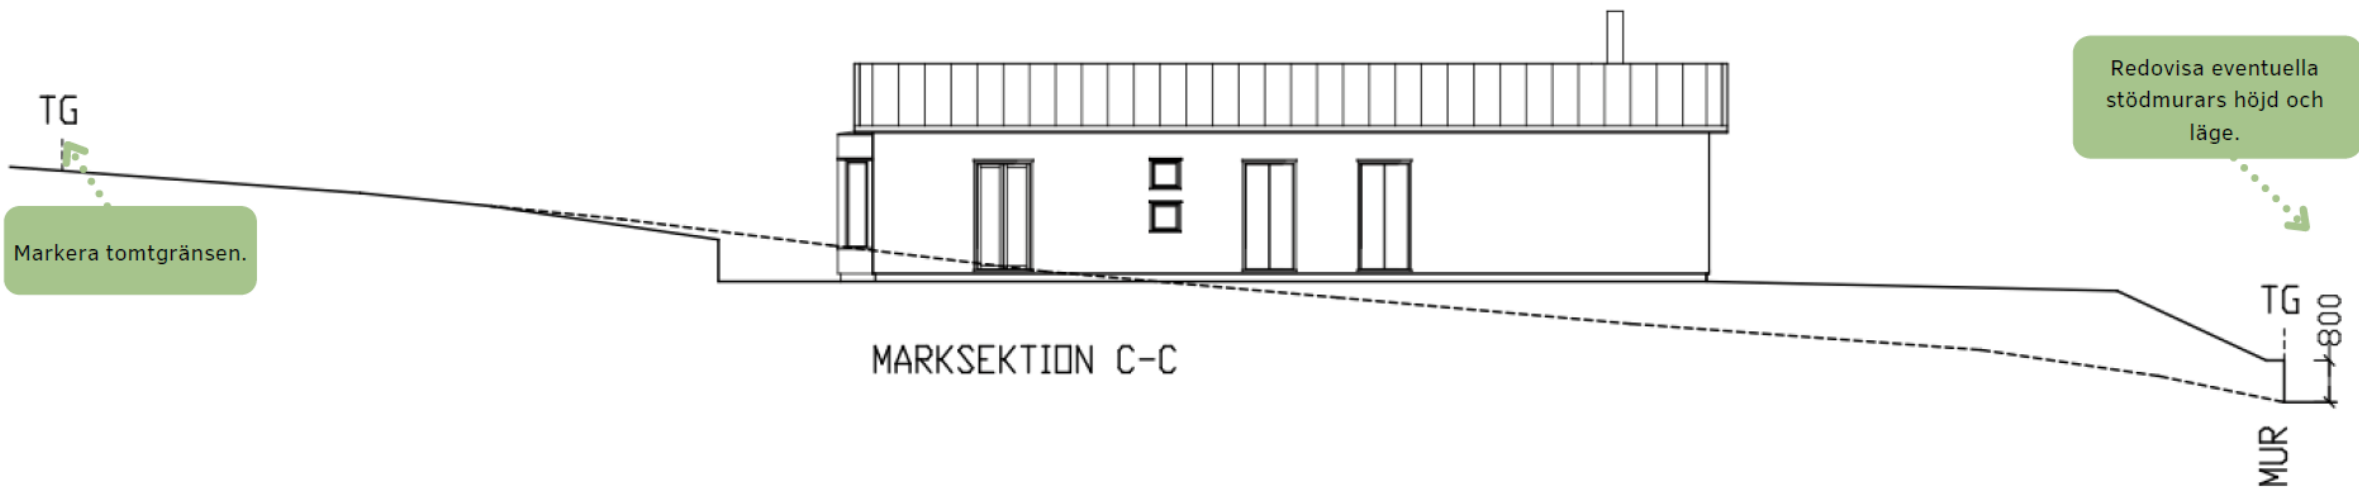 TG
Markera tomtgränsen.
MARKSEKTION C-C
Redovisa eventuella
stödmurars höjd och
läge.
TG
800
MUR